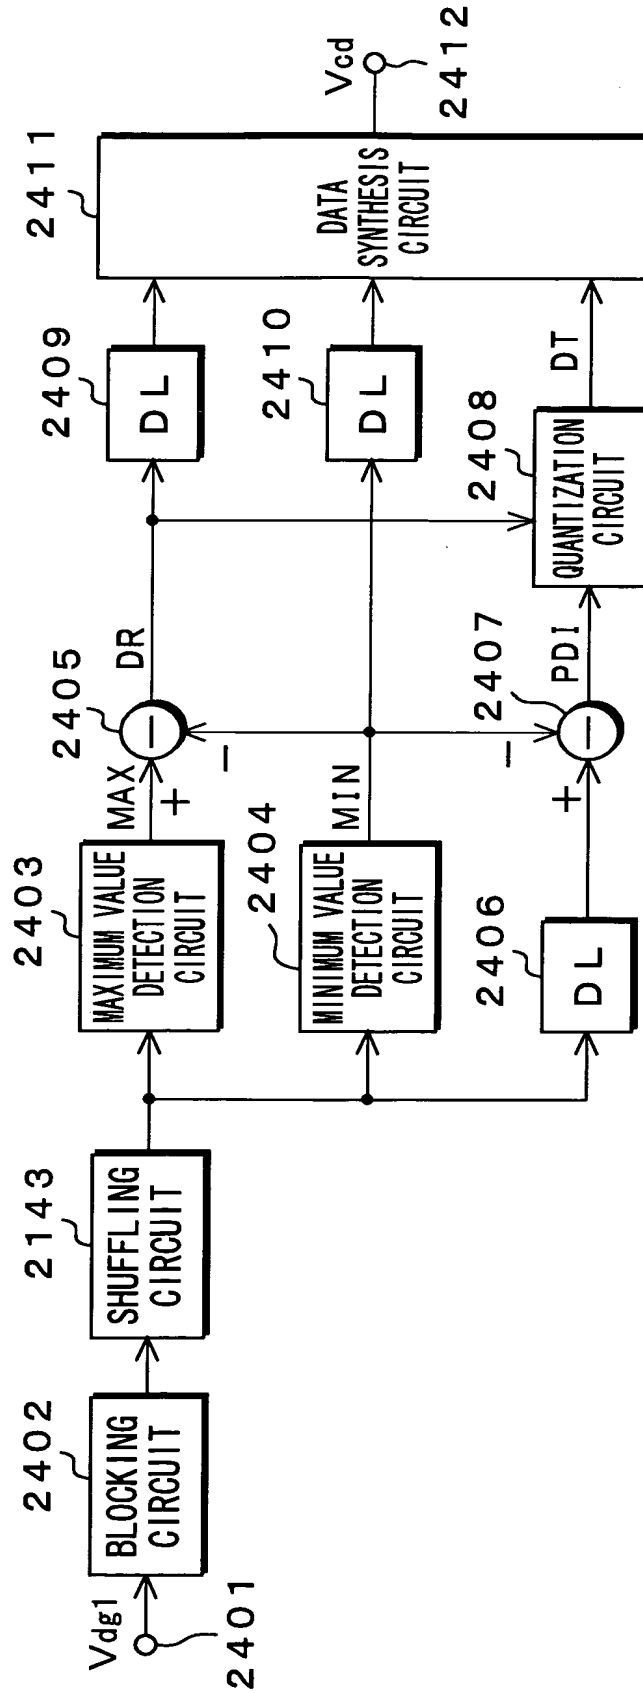 Vdg1
2401
2402
BLOCKING
CIRCUIT
2143
SHUFFLING
CIRCUIT
2403
MAXIMUM VALUE
DETECTION
CIRCUIT
2404
MINIMUM VALUE
DETECTION
CIRCUIT
2406
DL
MAX
+
2405
−
−
DR
MIN
+
−
2407
−
PDI
2409
DL
2410
DL
2408
QUANTIZATION
CIRCUIT
DT
2411
DATA
SYNTHESIS
CIRCUIT
Vcd
2412